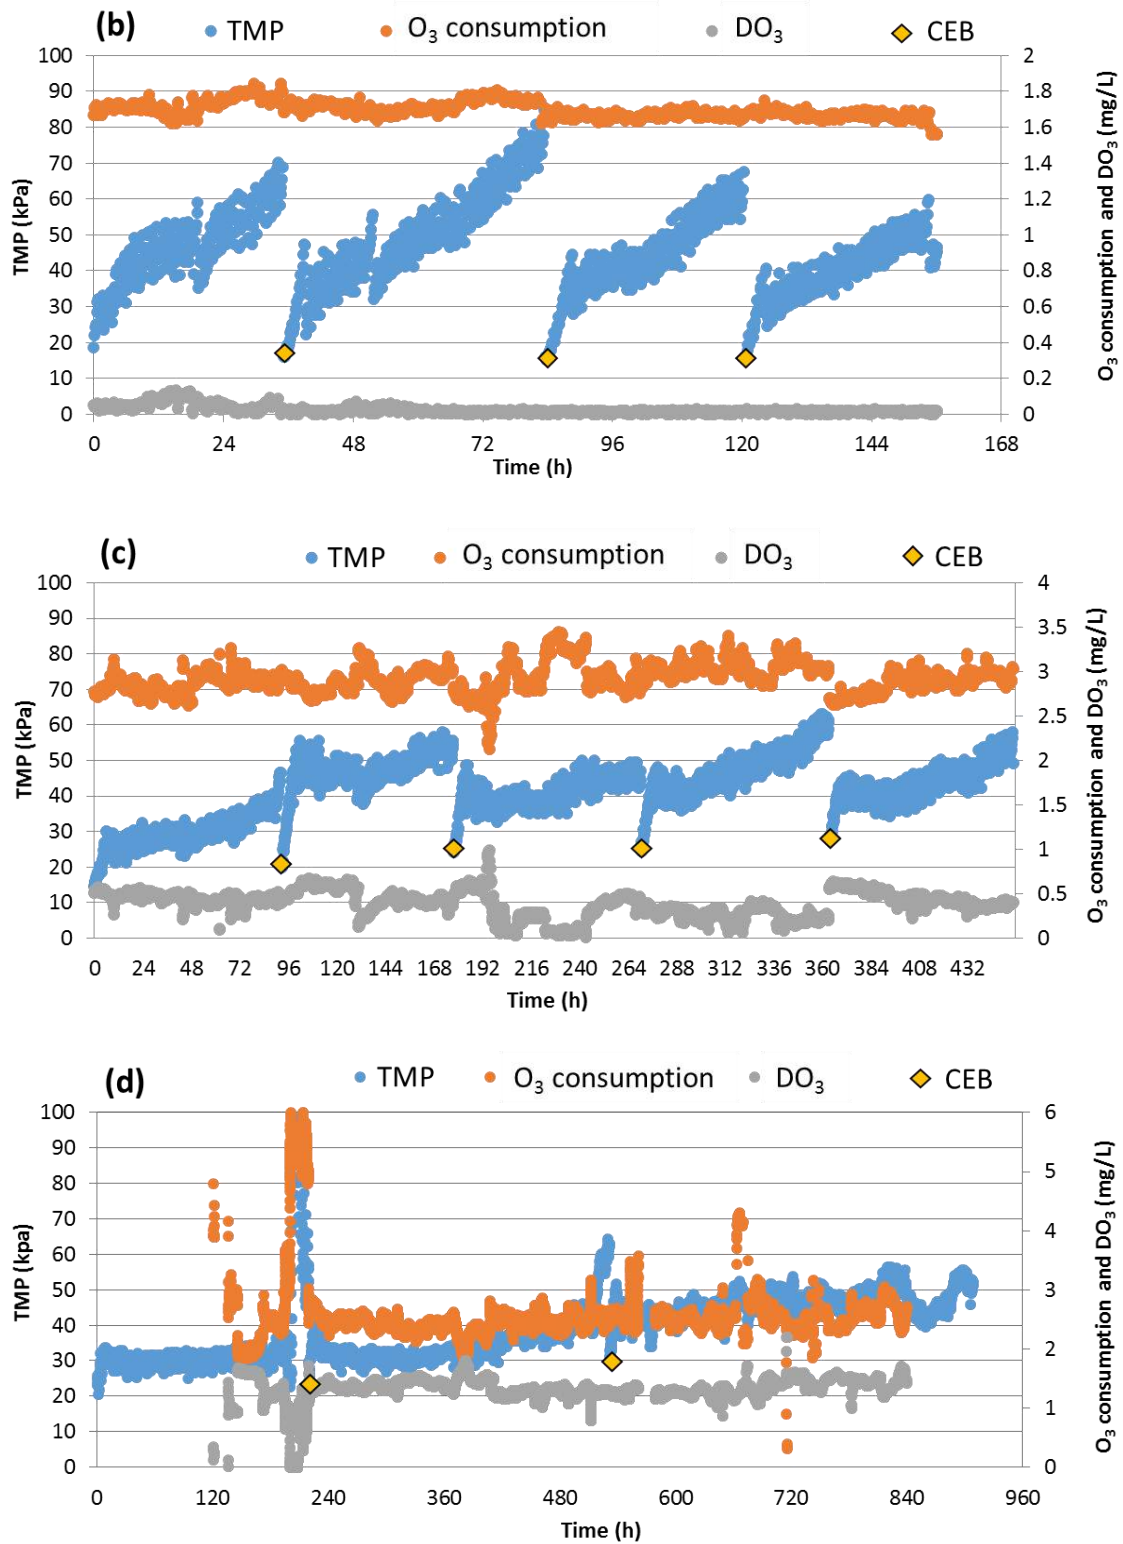 (b) TMP O₃ consumption DO₃ CEB
100 2
90 1.8
80 1.6
70 1.4
60 1.2
50 1
40 0.8
30 0.6
20 0.4
10 0.2
0 0
TMP (kPa)
O₃ consumption and DO₃ (mg/L)
0 24 48 72 96 120 144 168
Time (h)
(c) TMP O₃ consumption DO₃ CEB
100 4
90 3.5
80 3
70 2.5
60 2
50 1.5
40 1
30 0.5
20 0
10
0
TMP (kPa)
O₃ consumption and DO₃ (mg/L)
0 24 48 72 96 120 144 168 192 216 240 264 288 312 336 360 384 408 432
Time (h)
(d) TMP O₃ consumption DO₃ CEB
100 6
90 5
80 4
70 3
60 2
50 1
40 0
30
20
10
0
TMP (kpa)
O₃ consumption and DO₃ (mg/L)
0 120 240 360 480 600 720 840 960
Time (h)